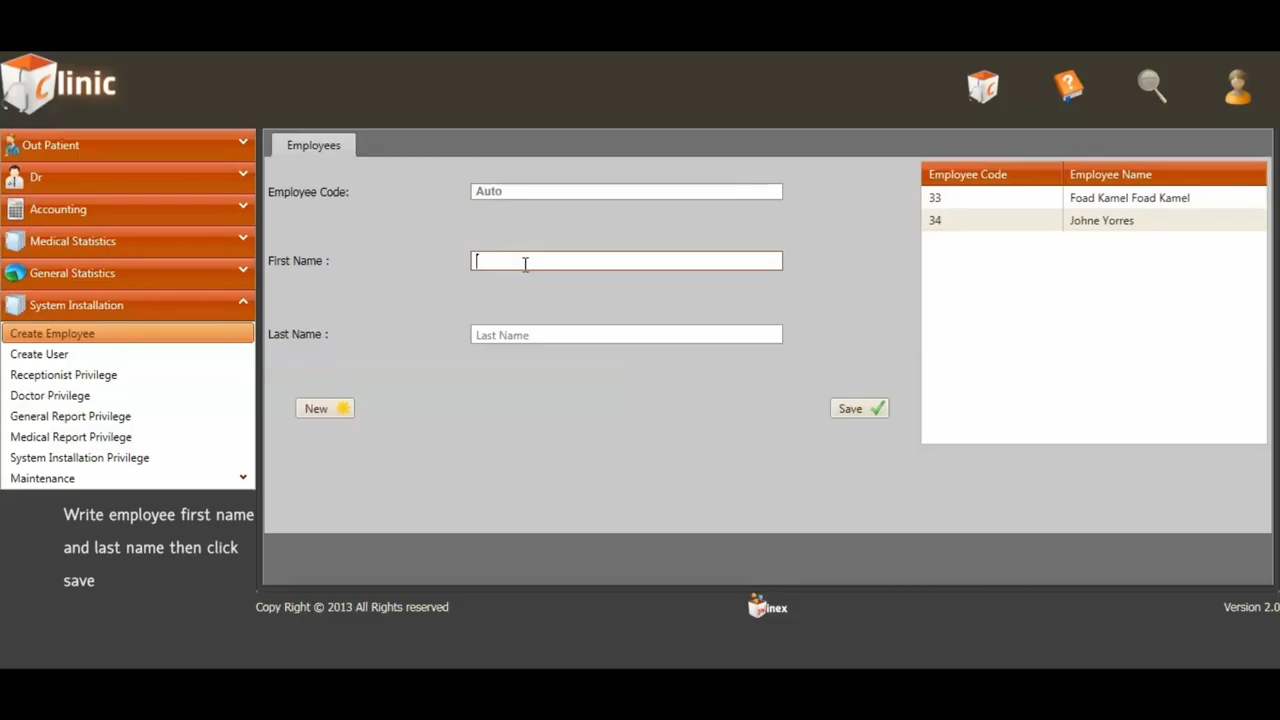 Clinic
Out Patient
Dr
Accounting
Medical Statistics
General Statistics
System Installation
Create Employee
Create User
Receptionist Privilege
Doctor Privilege
General Report Privilege
Medical Report Privilege
System Installation Privilege
Maintenance
Write employee first name
and last name then click
save
Employees
Employee Code: Auto
First Name :
Last Name : Last Name
New Save
Employee Code Employee Name
33 Foad Kamel Foad Kamel
34 Johne Yorres
Copy Right © 2013 All Rights reserved
inex
Version 2.0